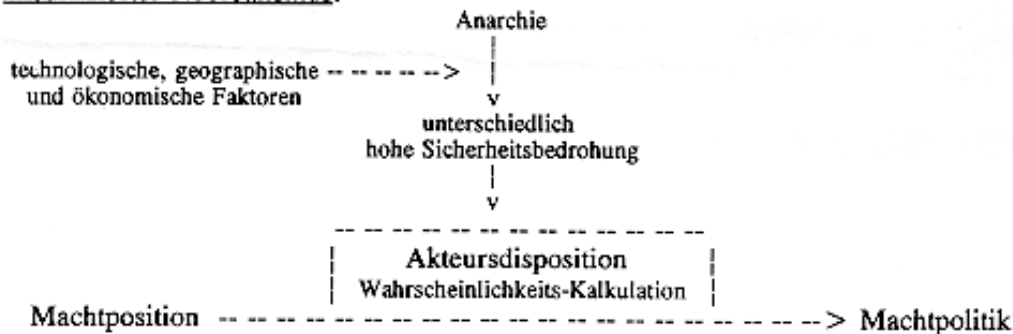 Anarchie
technologische, geographische -- -- -- -- -- -->
und ökonomische Faktoren
v
unterschiedlich
hohe Sicherheitsbedrohung
v
Akteursdisposition
Wahrscheinlichkeits-Kalkulation
Machtposition -- -- -- -- -- -- -- -- -- -- -- -- -- -- -- -- -- -- -- -- -- --> Machtpolitik